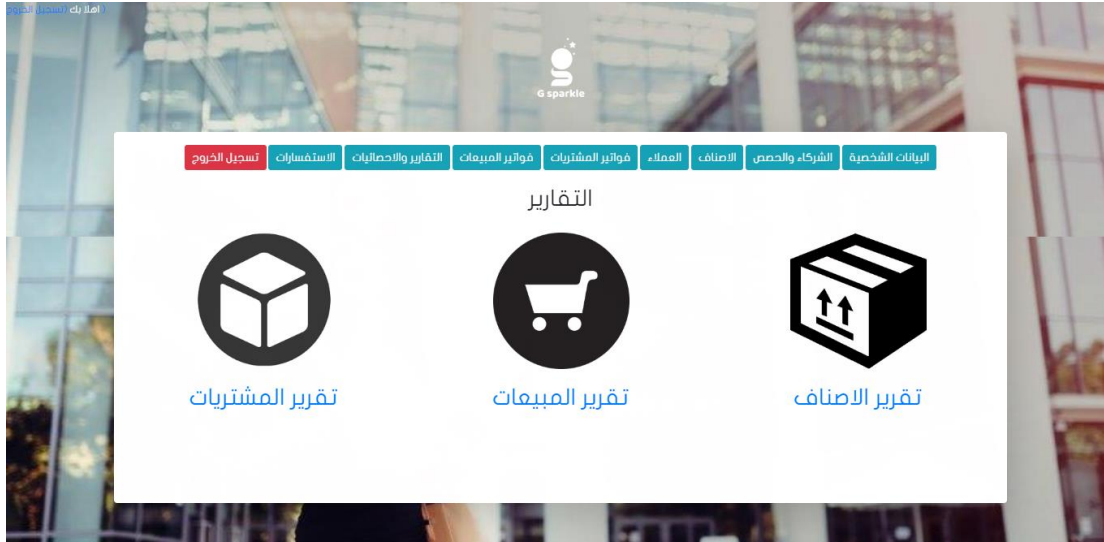 اهلا بك (تسجيل الخروج)
G sparkle
البيانات الشخصية الشركاء والحصص الاصناف العملاء فواتير المشتريات فواتير المبيعات التقارير والاحصائيات الاستفسارات تسجيل الخروج
التقارير
تقرير الاصناف تقرير المبيعات تقرير المشتريات